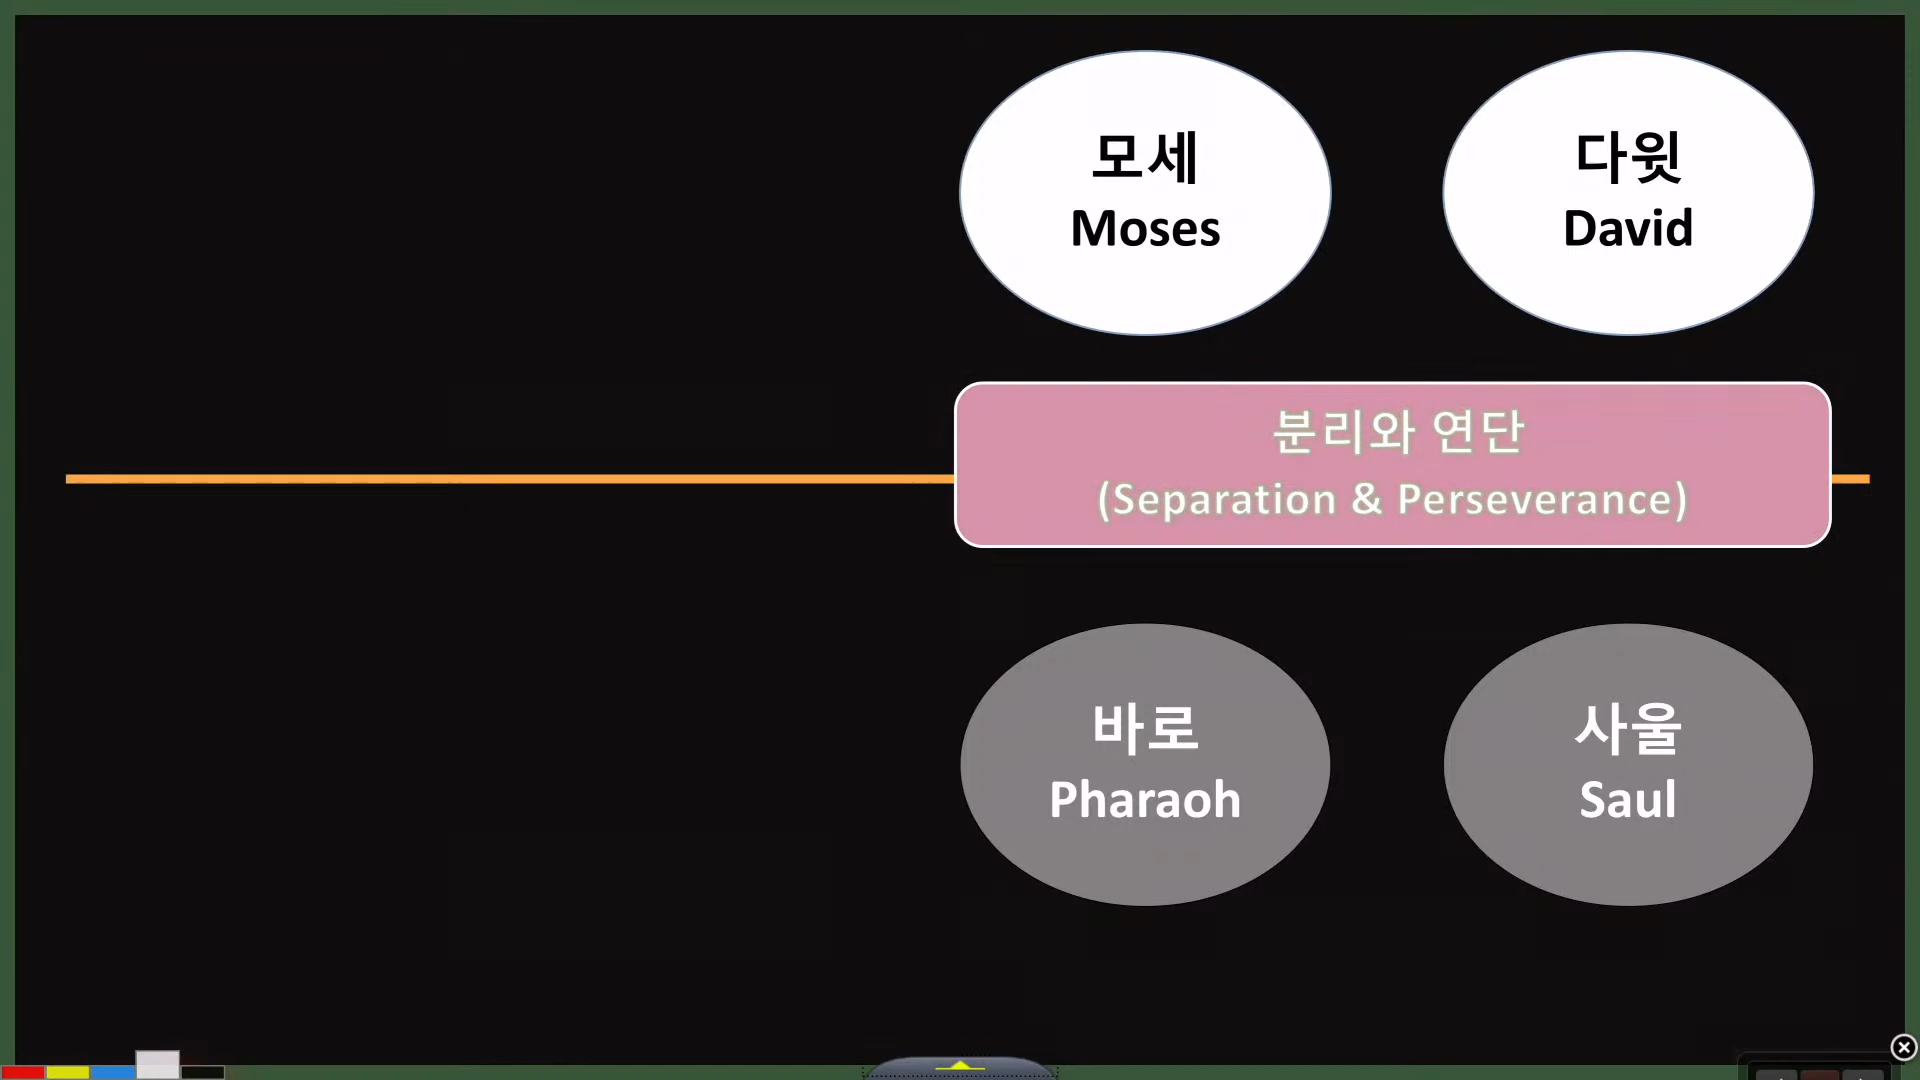 모세
Moses
다윗
David
분리와 연단
(Separation & Perseverance)
바로
Pharaoh
사울
Saul